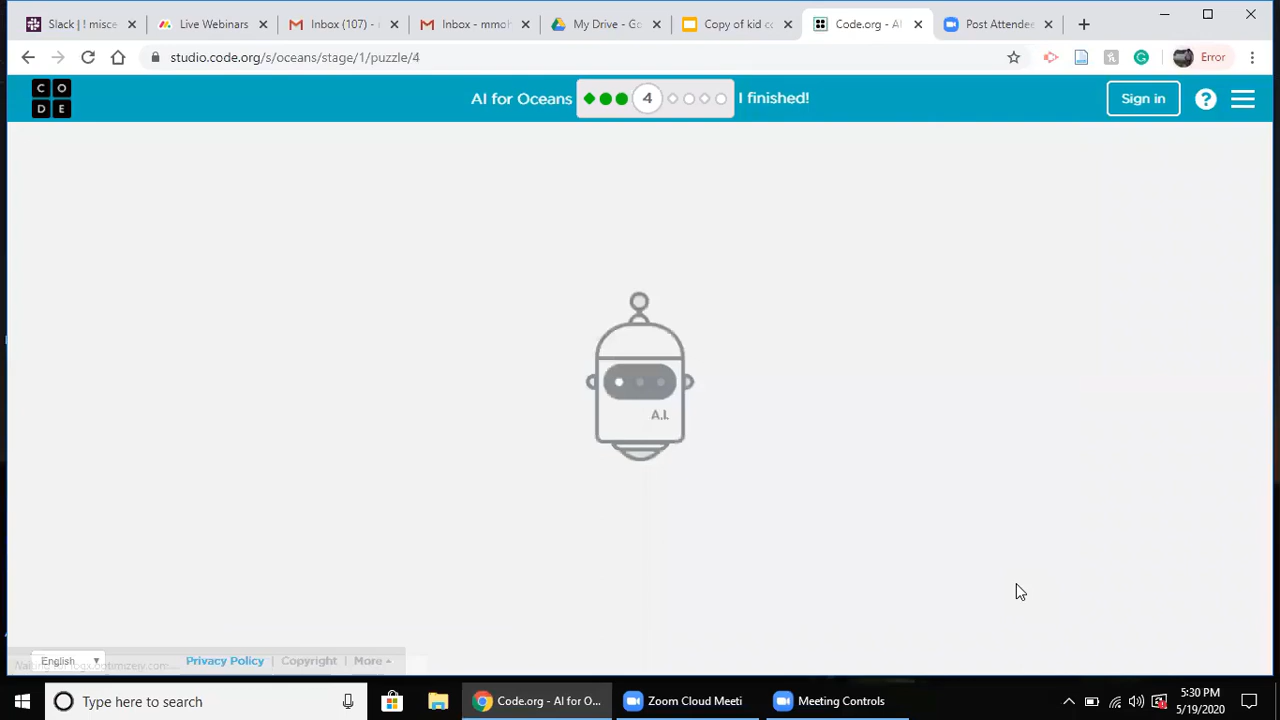 Slack | ! misce
Live Webinars
Inbox (107) - 
Inbox - mmoh
My Drive - Go
Copy of kid co
Code.org - AI
Post Attendee
studio.code.org/s/oceans/stage/1/puzzle/4
Error
C O
D E
AI for Oceans
4
I finished!
Sign in
?
A.I.
English
Privacy Policy
Copyright
More
Type here to search
Code.org - AI for O...
Zoom Cloud Meeti
Meeting Controls
5:30 PM
5/19/2020